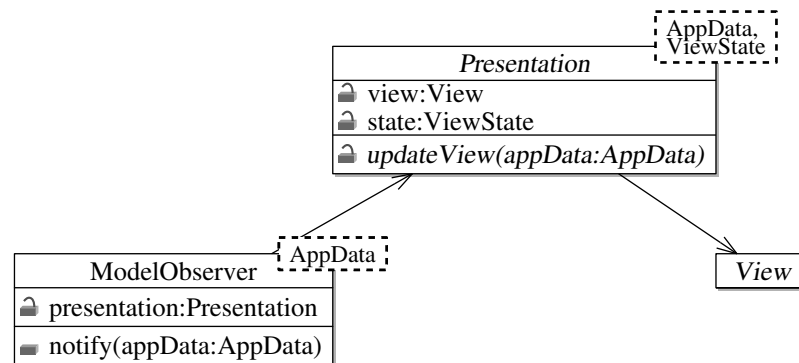 AppData,
ViewState
Presentation
view:View
state:ViewState
updateView(appData:AppData)
AppData
ModelObserver
presentation:Presentation
notify(appData:AppData)
View